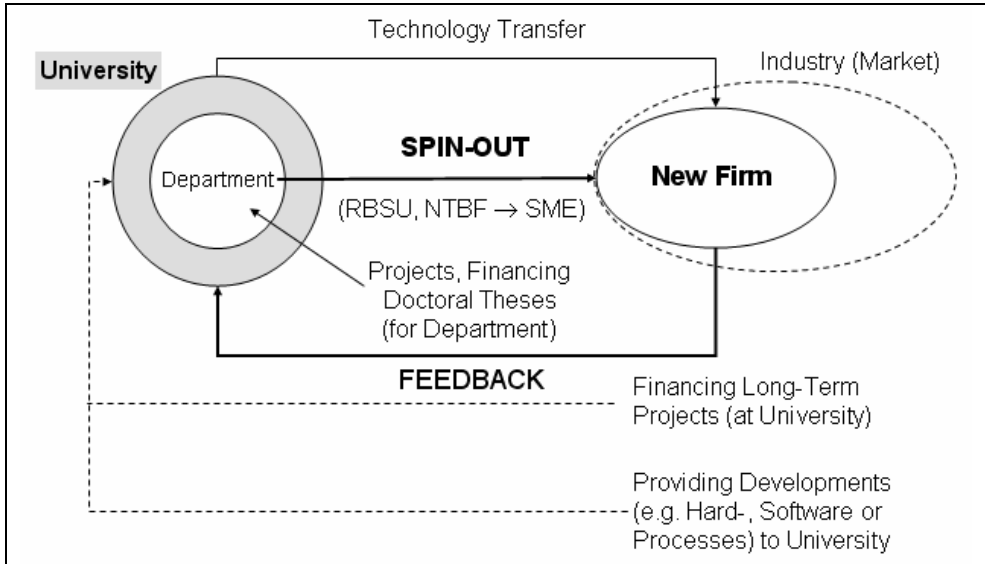 Technology Transfer
University
Industry (Market)
SPIN-OUT
Department
New Firm
(RBSU, NTBF → SME)
Projects, Financing
Doctoral Theses
(for Department)
FEEDBACK
Financing Long-Term
Projects (at University)
Providing Developments
(e.g. Hard-, Software or
Processes) to University